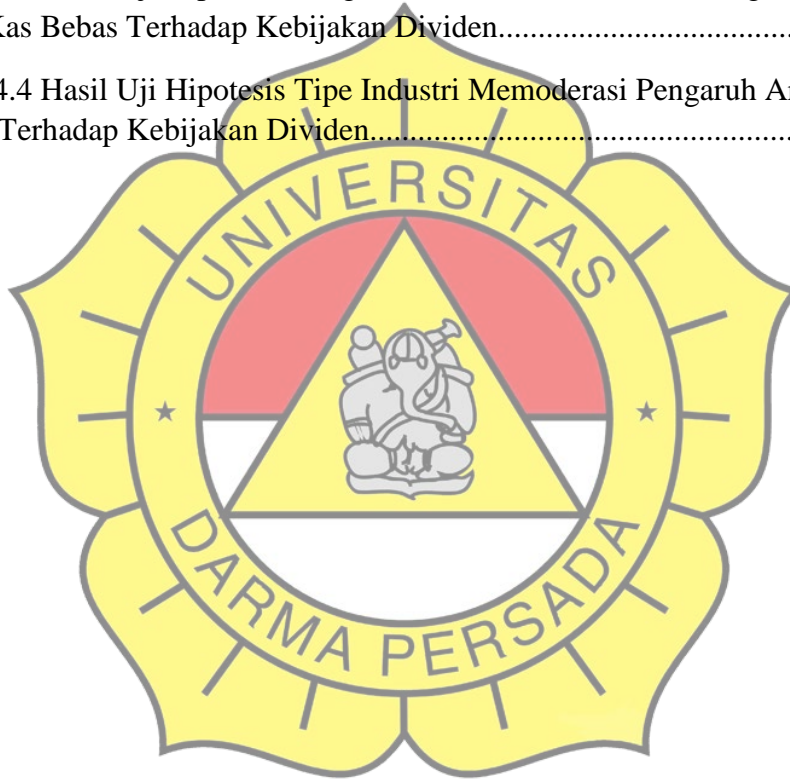 Kas Bebas Terhadap Kebijakan Dividen....................................
4.4 Hasil Uji Hipotesis Tipe Industri Memoderasi Pengaruh
Terhadap Kebijakan Dividen....................................................
UNIVERSITAS
DARMA PERSADA